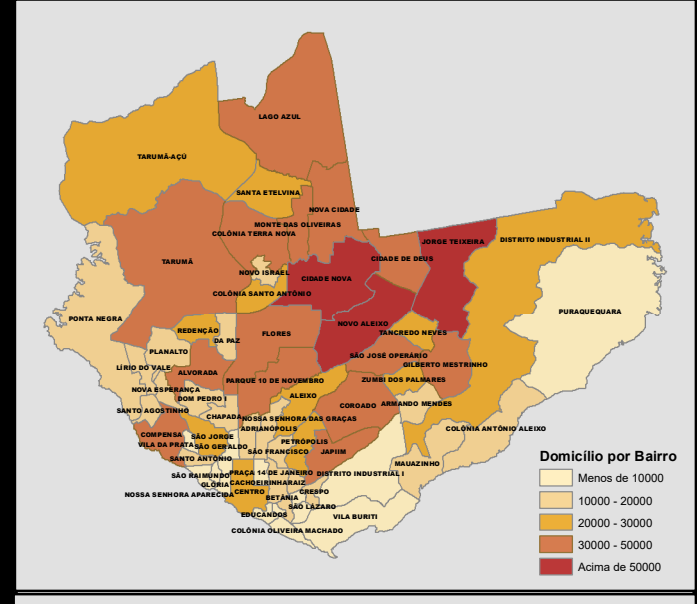 LAGO AZUL
TARUMÃ-AÇÚ
SANTA ETELVINA
NOVA CIDADE
MONTE DAS OLIVEIRAS
COLÔNIA TERRA NOVA
JORGE TEIXEIRA
DISTRITO INDUSTRIAL II
CIDADE DE DEUS
TARUMÃ
NOVO ISRAEL
CIDADE NOVA
COLÔNIA SANTO ANTÔNIO
PURAQUEQUARA
PONTA NEGRA
NOVO ALEIXO
REDENÇÃO
FLORES
TANCREDO NEVES
DA PAZ
PLANALTO
SÃO JOSÉ OPERÁRIO
LÍRIO DO VALE
ALVORADA
GILBERTO MESTRINHO
PARQUE 10 DE NOVEMBRO
ZUMBI DOS PALMARES
NOVA ESPERANÇA
DOM PEDRO I
ALEIXO
ARMANDO MENDES
COROADO
SANTO AGOSTINHO
CHAPADA
NOSSA SENHORA DAS GRAÇAS
ADRIANÓPOLIS
COLÔNIA ANTÔNIO ALEIXO
COMPENSA
SÃO JORGE
VILA DA PRATA
SÃO GERALDO
PETRÓPOLIS
SÃO FRANCISCO
JAPIIM
SANTO ANTÔNIO
MAUAZINHO
SÃO RAIMUNDO
PRAÇA 14 DE JANEIRO
DISTRITO INDUSTRIAL I
GLÓRIA
CACHOEIRINHA
RAIZ
NOSSA SENHORA APARECIDA
CENTRO
CRESPO
BETÂNIA
SÃO LÁZARO
EDUCANDOS
VILA BURITI
COLÔNIA OLIVEIRA MACHADO
Domicílio por Bairro
Menos de 10000
10000 - 20000
20000 - 30000
30000 - 50000
Acima de 50000